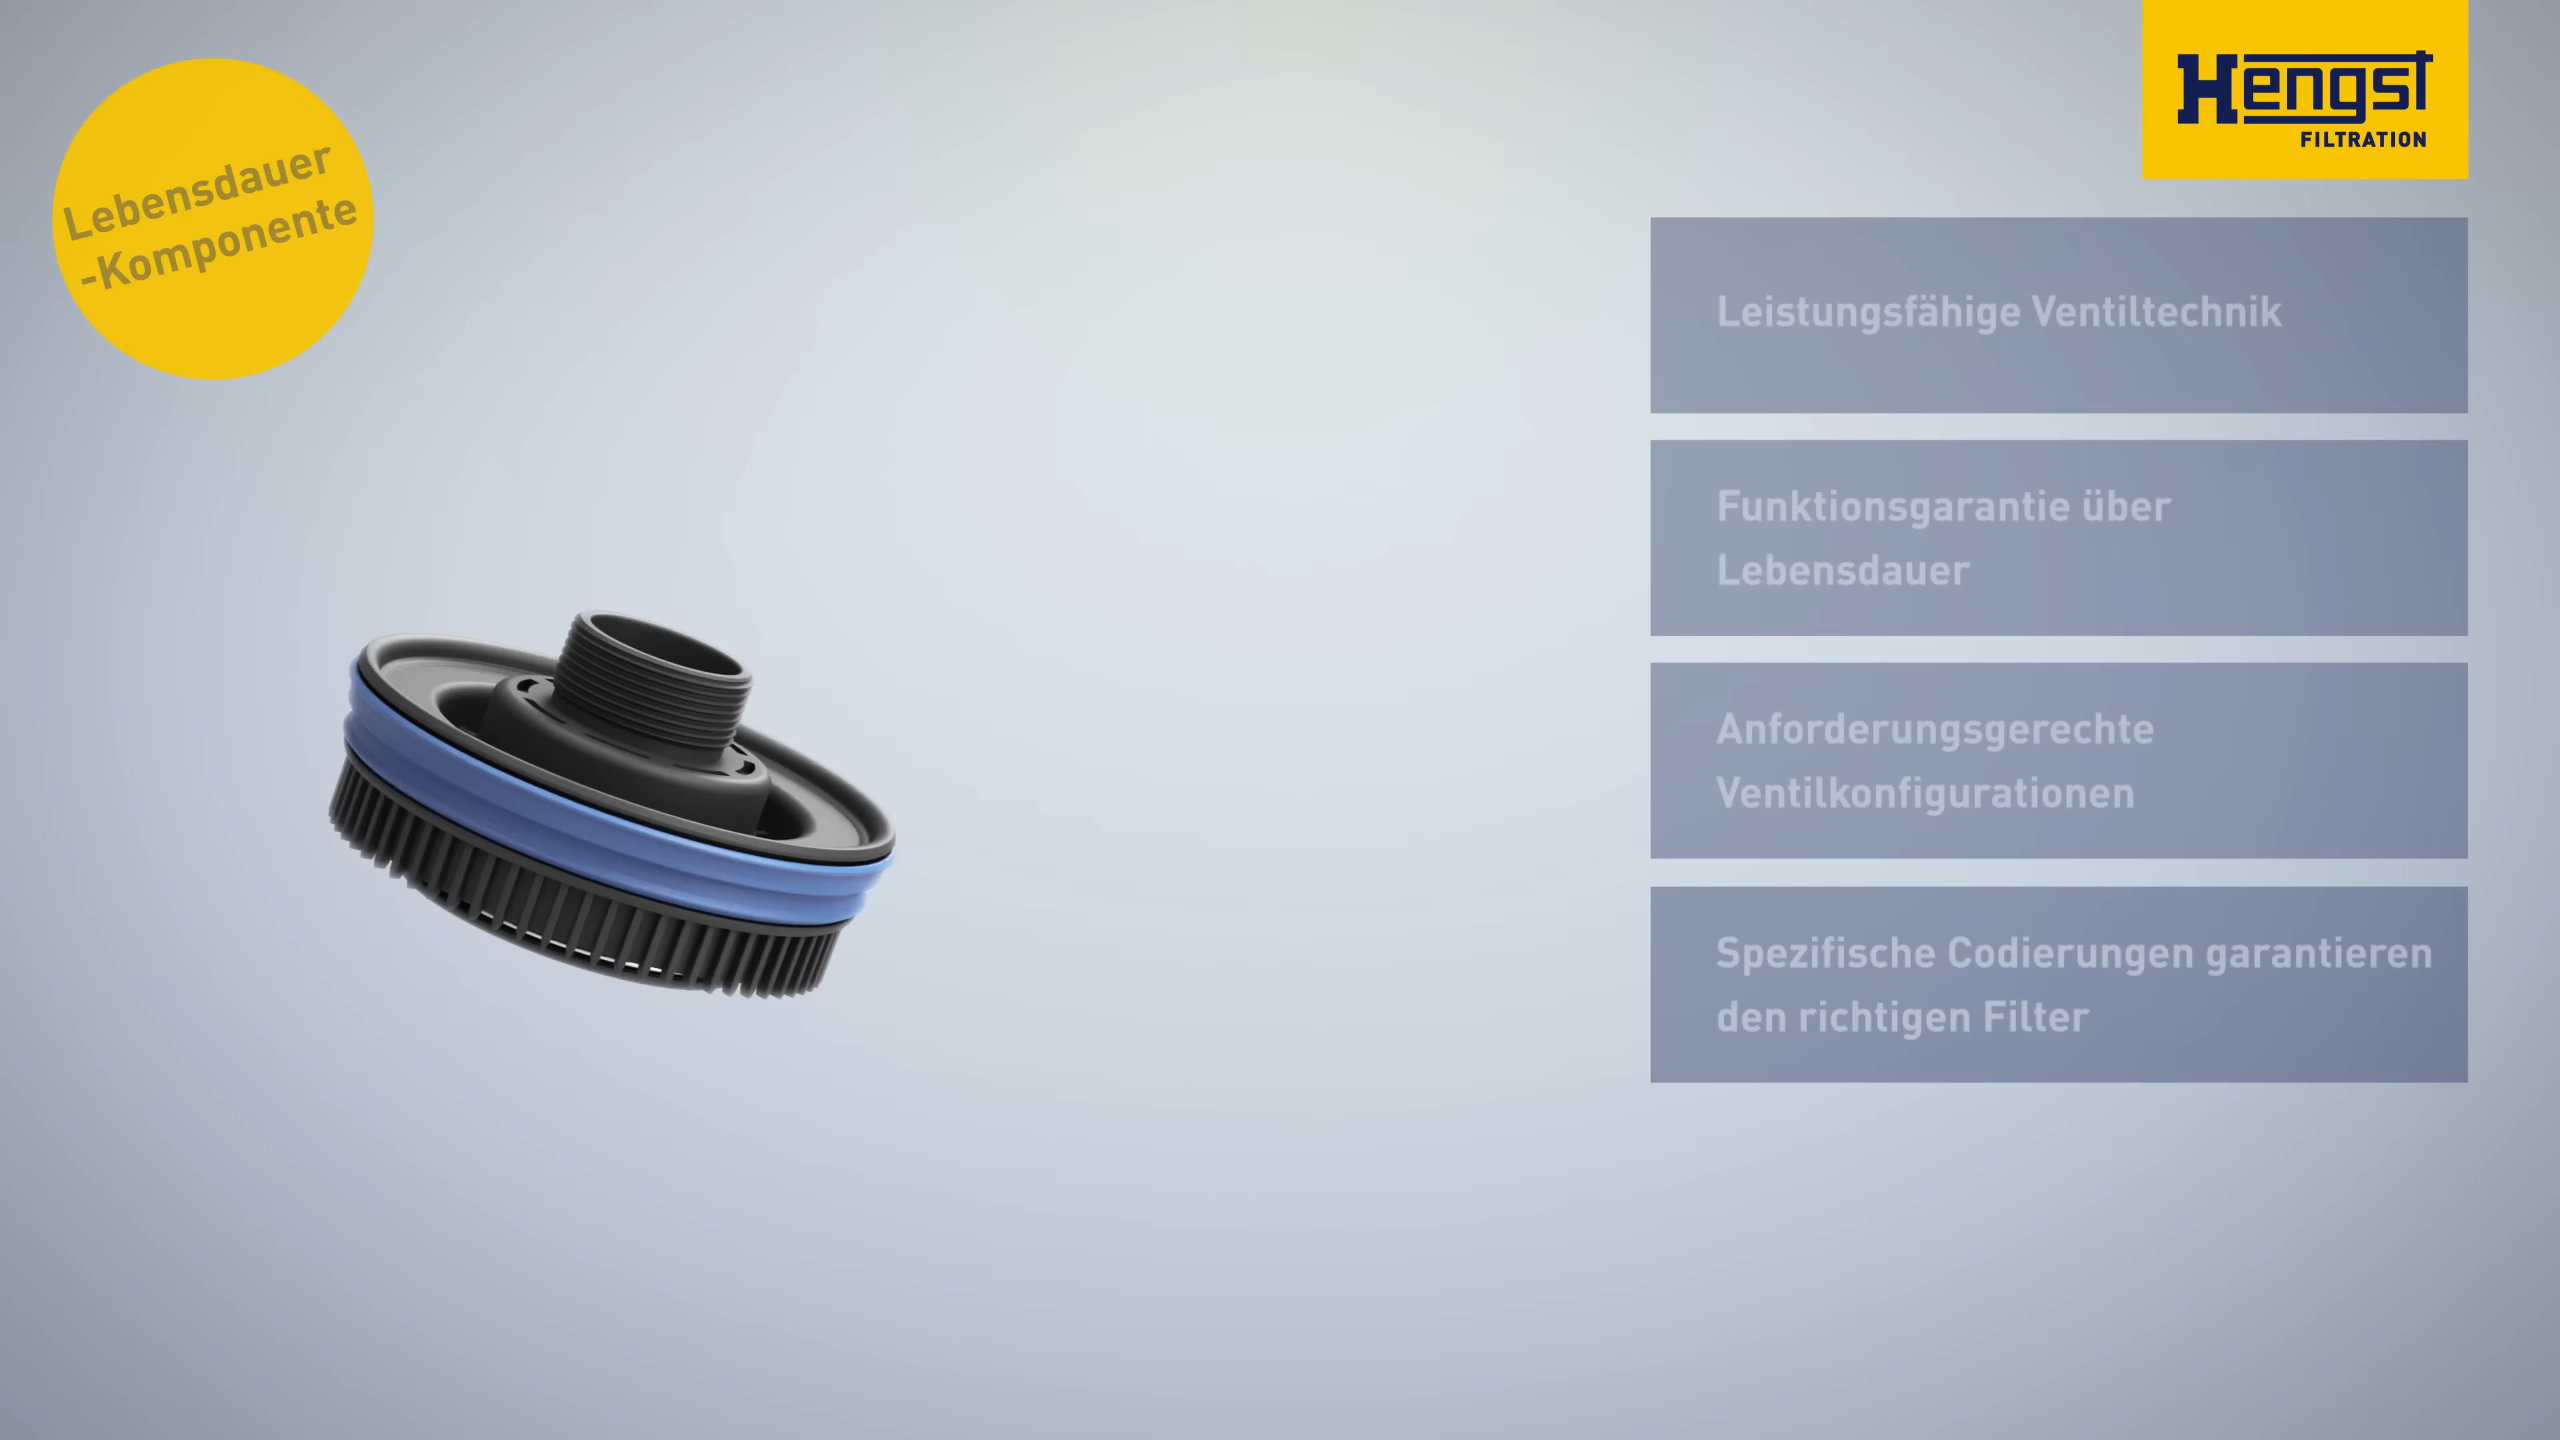 Lebensdauer
-Komponente
Hengst
FILTRATION
Leistungsfähige Ventiltechnik
Funktionsgarantie über
Lebensdauer
Anforderungsgerechte
Ventilkonfigurationen
Spezifische Codierungen garantieren
den richtigen Filter